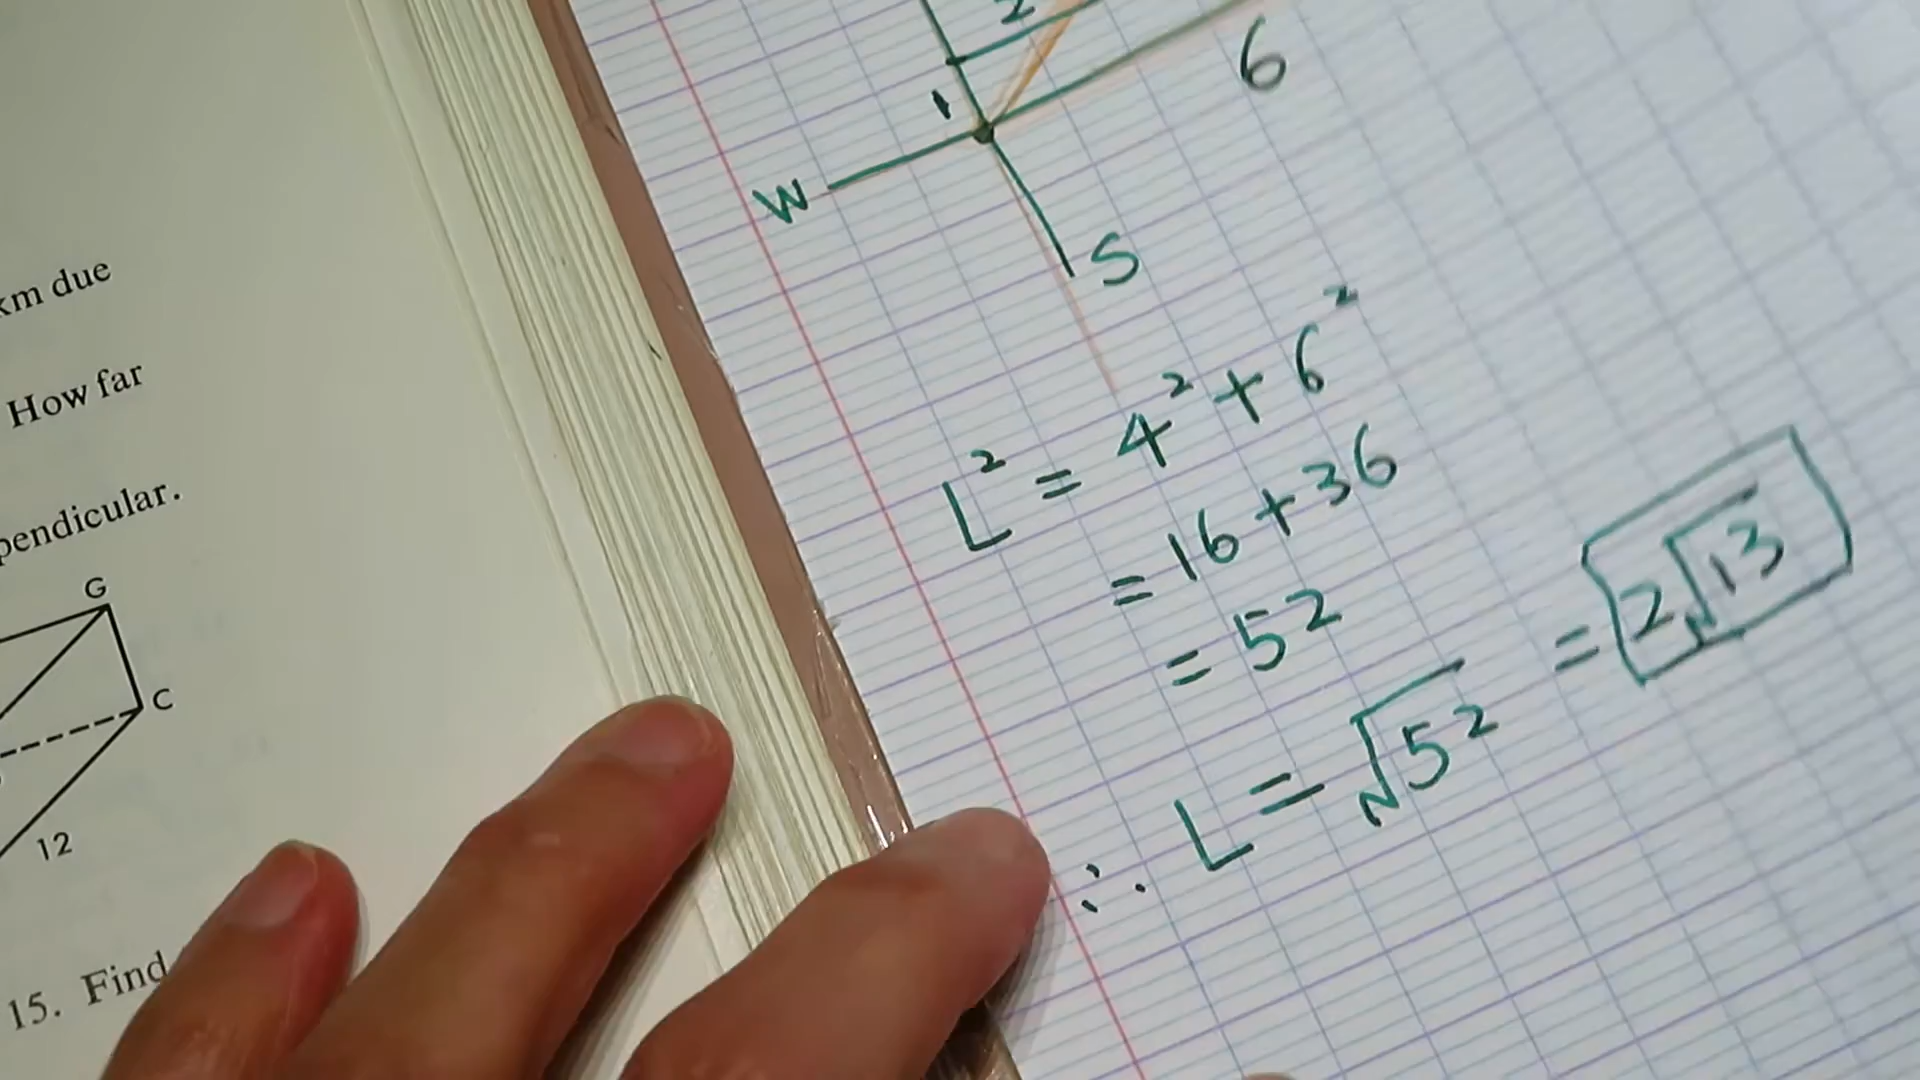 km due
How far
pendicular.
G
C
12
15. Find
2
1
6
W
S
L² = 4² + 6²
= 16 + 36
= 52
∴ L = √52 = 2√13